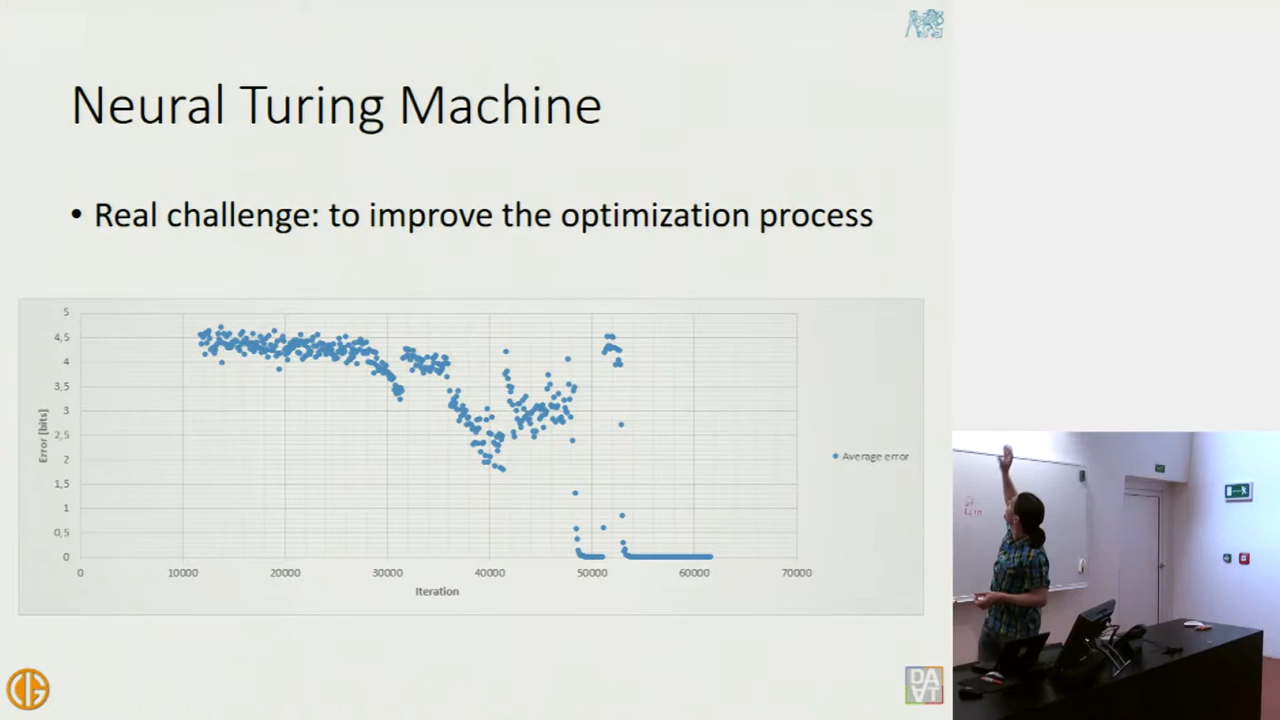 Neural Turing Machine
• Real challenge: to improve the optimization process
5
4,5
4
3,5
3
2,5
2
1,5
1
0,5
0
Error [bits]
0 10000 20000 30000 40000 50000 60000 70000
Iteration
Average error
DA